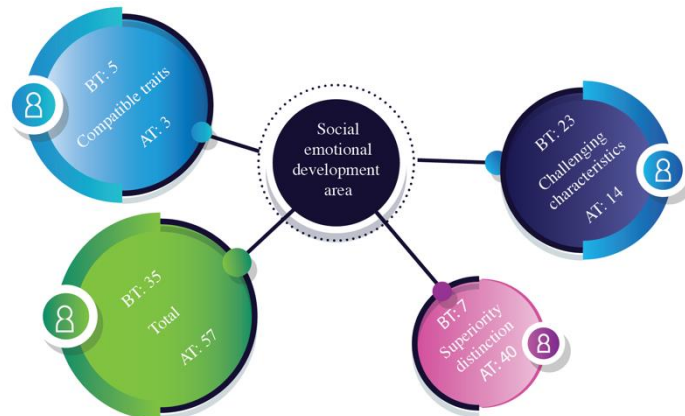 BT: 5
Compatible traits
AT: 3
Social
emotional
development
area
BT: 23
Challenging
characteristics
AT: 14
BT: 35
Total
AT: 57
BT: 7
Superiority
distinction
AT: 40